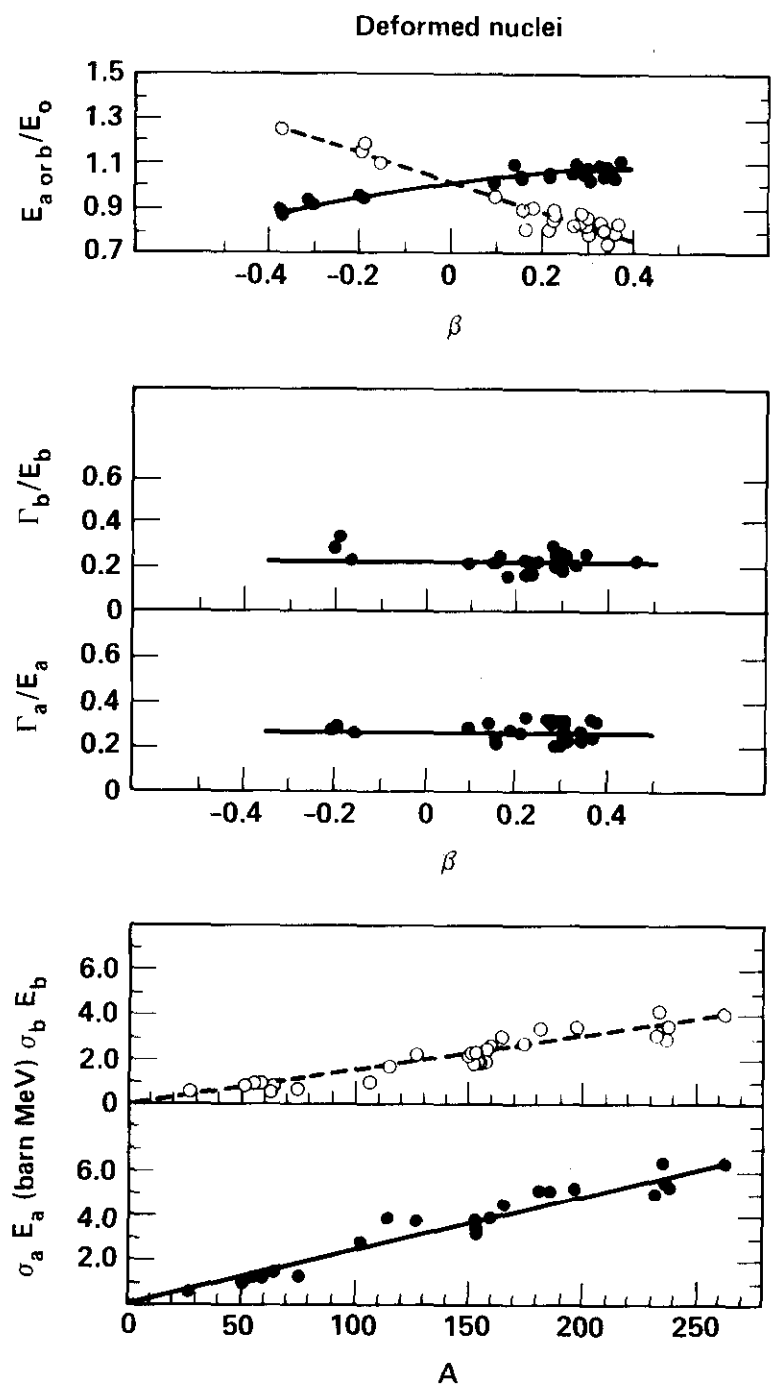 Deformed nuclei
E_a or b/E_o
1.5
1.3
1.1
0.9
0.7
−0.4 −0.2 0 0.2 0.4
β
Γ_b/E_b
0.6
0.4
0.2
0
Γ_a/E_a
0.6
0.4
0.2
0
−0.4 −0.2 0 0.2 0.4
β
σ_a E_a (barn MeV) σ_b E_b
6.0
4.0
2.0
0
6.0
4.0
2.0
0 50 100 150 200 250
A